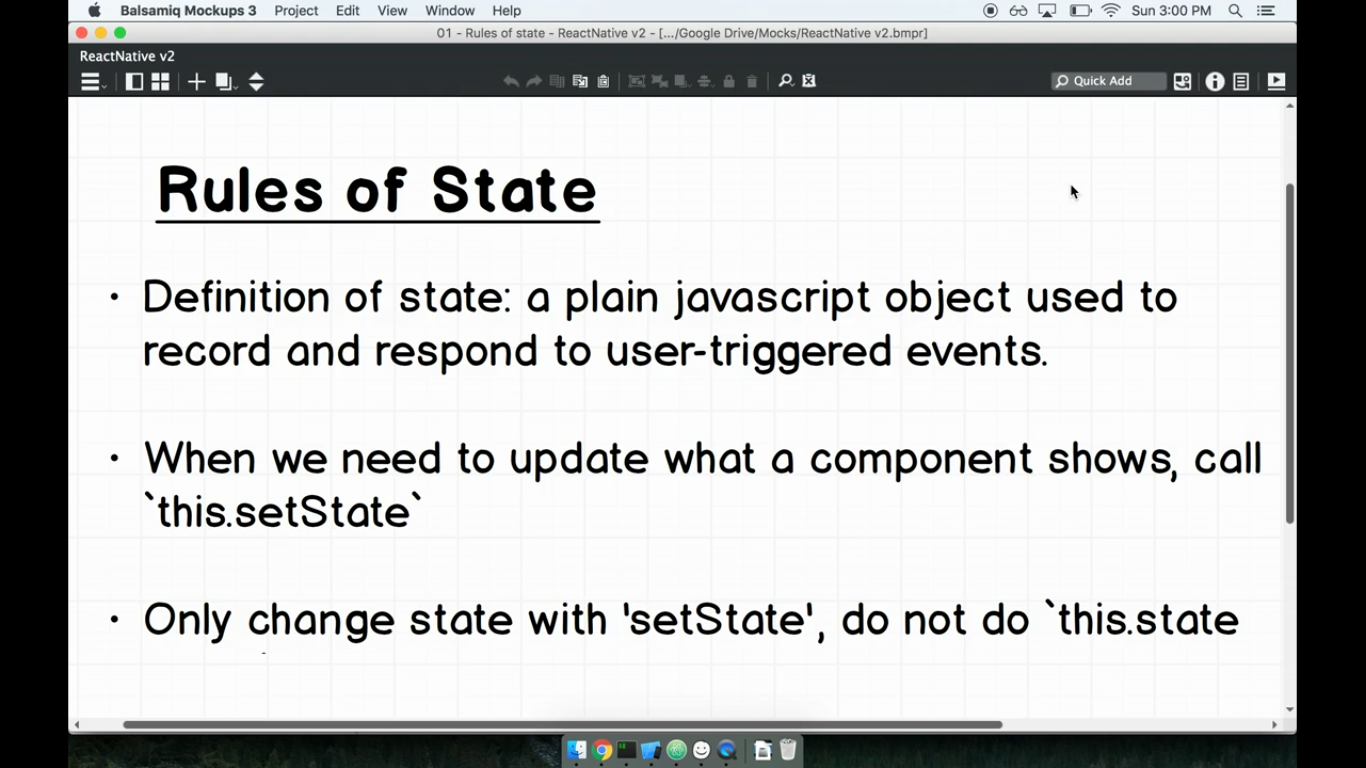 Balsamiq Mockups 3 Project Edit View Window Help Sun 3:00 PM
01 - Rules of state - ReactNative v2 - [.../Google Drive/Mocks/ReactNative v2.bmpr]
ReactNative v2
Quick Add
Rules of State
• Definition of state: a plain javascript object used to
record and respond to user-triggered events.
• When we need to update what a component shows, call
`this.setState`
• Only change state with 'setState', do not do `this.state